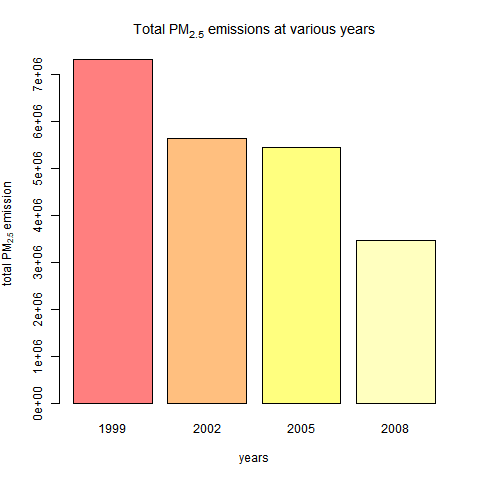 Total PM2.5 emissions at various years
total PM2.5 emission
7e+06
6e+06
5e+06
4e+06
3e+06
2e+06
1e+06
0e+00
1999 2002 2005 2008
years